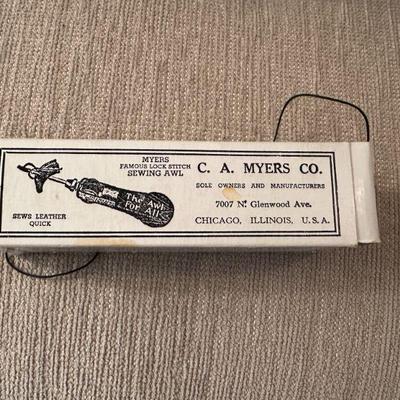 MYERS
FAMOUS LOCK STITCH
SEWING AWL
SEWS LEATHER
QUICK
The Awl
For All
C. A. MYERS CO.
SOLE OWNERS AND MANUFACTURERS
7007 N. Glenwood Ave.
CHICAGO, ILLINOIS, U. S. A.